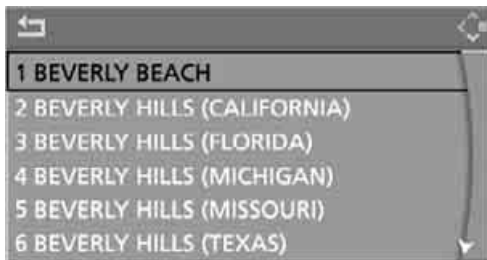 1 BEVERLY BEACH
2 BEVERLY HILLS (CALIFORNIA)
3 BEVERLY HILLS (FLORIDA)
4 BEVERLY HILLS (MICHIGAN)
5 BEVERLY HILLS (MISSOURI)
6 BEVERLY HILLS (TEXAS)